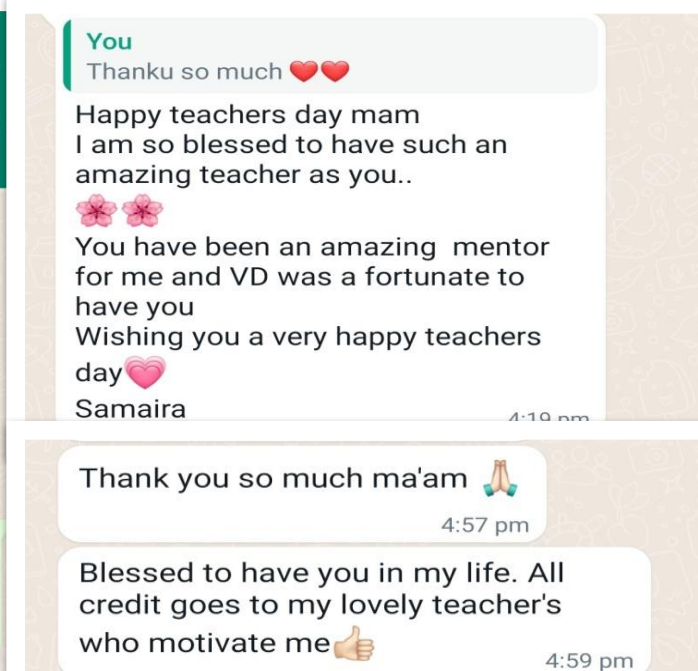 You
Thanku so much ❤️❤️
Happy teachers day mam
I am so blessed to have such an
amazing teacher as you..
🌸🌸
You have been an amazing mentor
for me and VD was a fortunate to
have you
Wishing you a very happy teachers
day💗
Samaira
4:19 pm
Thank you so much ma'am 🙏🏻
4:57 pm
Blessed to have you in my life. All
credit goes to my lovely teacher's
who motivate me👍🏻
4:59 pm